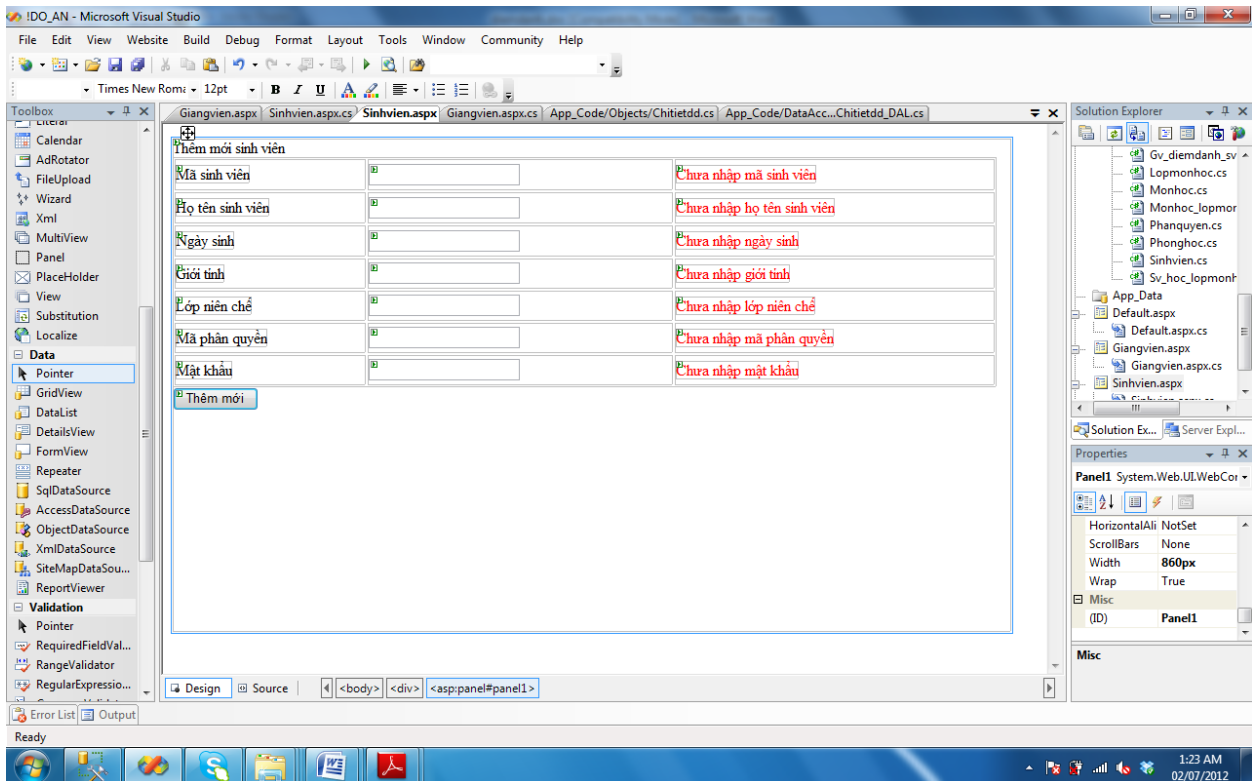 !DO_AN - Microsoft Visual Studio
File Edit View Website Build Debug Format Layout Tools Window Community Help
Times New Roma 12pt B I U A
Toolbox
Giangvien.aspx Sinhvien.aspx.cs Sinhvien.aspx Giangvien.aspx.cs App_Code/Objects/Chitietdd.cs App_Code/DataAcc...Chitietdd_DAL.cs
Solution Explorer
Literal
Calendar
AdRotator
FileUpload
Wizard
Xml
MultiView
Panel
PlaceHolder
View
Substitution
Localize
Data
Pointer
GridView
DataList
DetailsView
FormView
Repeater
SqlDataSource
AccessDataSource
ObjectDataSource
XmlDataSource
SiteMapDataSou...
ReportViewer
Validation
Pointer
RequiredFieldVal...
RangeValidator
RegularExpressio...
Thêm mới sinh viên
Mã sinh viên Chưa nhập mã sinh viên
Họ tên sinh viên Chưa nhập họ tên sinh viên
Ngày sinh Chưa nhập ngày sinh
Giới tính Chưa nhập giới tính
Lớp niên chế Chưa nhập lớp niên chế
Mã phân quyền Chưa nhập mã phân quyền
Mật khẩu Chưa nhập mật khẩu
Thêm mới
Design Source <body> <div> <asp:panel#panel1>
Gv_diemdanh_sv
Lopmonhoc.cs
Monhoc.cs
Monhoc_lopmor
Phanquyen.cs
Phonghoc.cs
Sinhvien.cs
Sv_hoc_lopmonh
App_Data
Default.aspx
Default.aspx.cs
Giangvien.aspx
Giangvien.aspx.cs
Sinhvien.aspx
Solution Ex... Server Expl...
Properties
Panel1 System.Web.UI.WebCor
HorizontalAli NotSet
ScrollBars None
Width 860px
Wrap True
Misc
(ID) Panel1
Misc
Error List Output
Ready
1:23 AM
02/07/2012